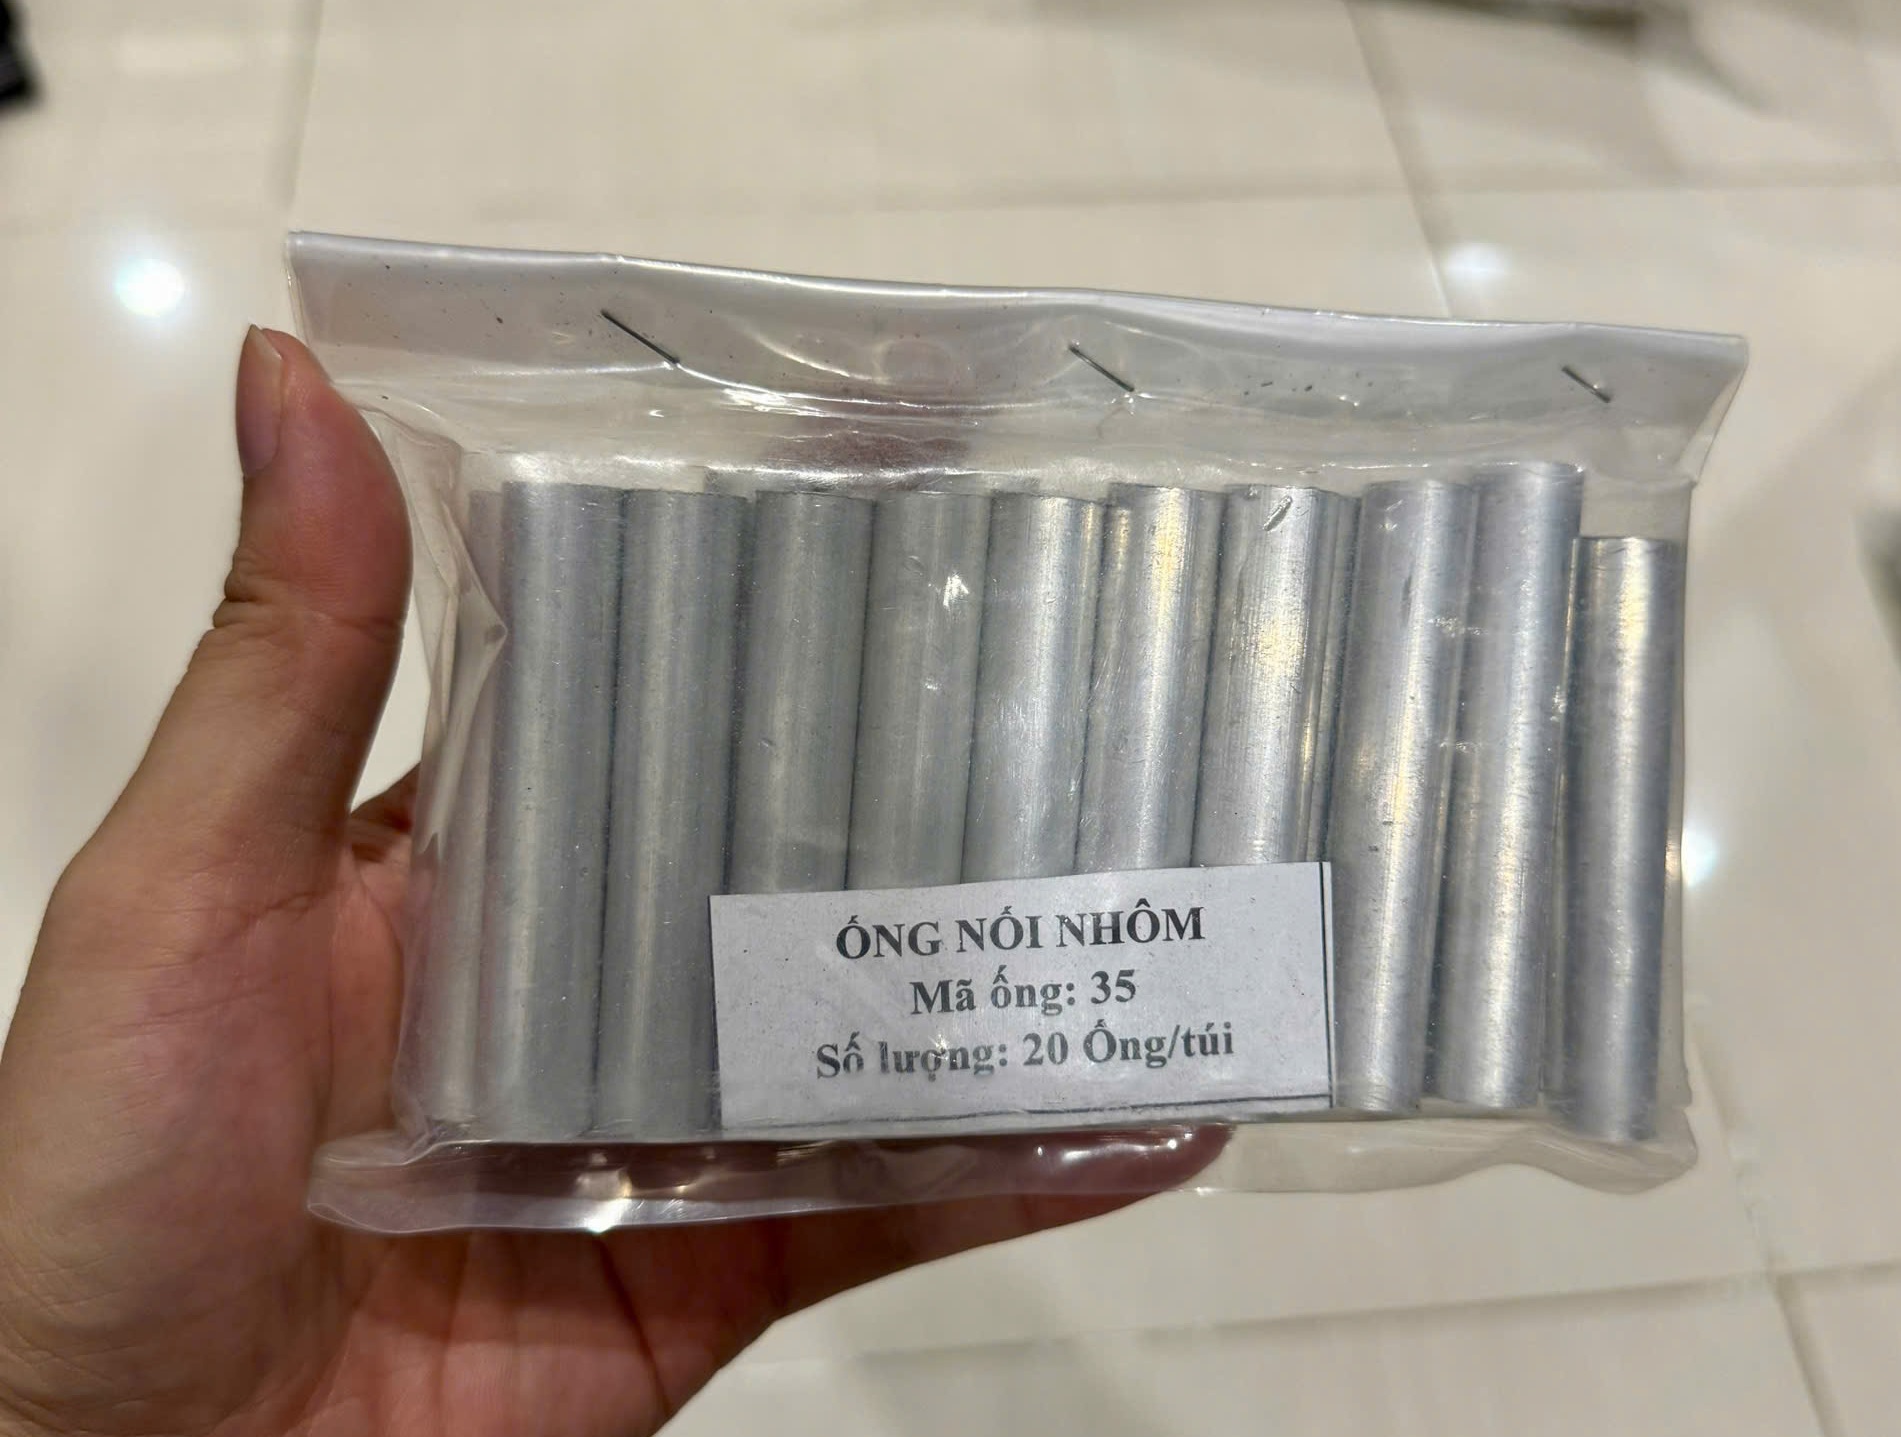 ỐNG NỐI NHÔM
Mã ống: 35
Số lượng: 20 Ống/túi